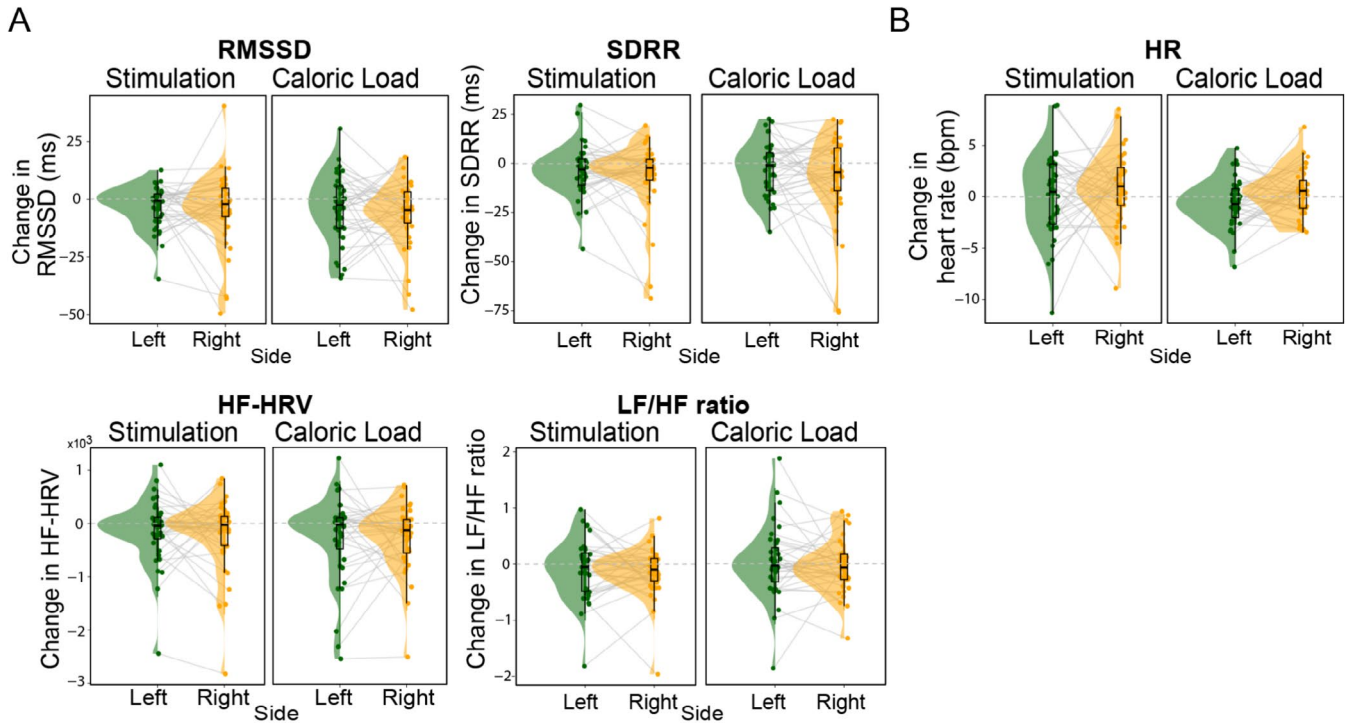 A
B
RMSSD
Stimulation Caloric Load
Change in
RMSSD (ms)
25
0
−25
−50
Left Right Left Right
Side
SDRR
Stimulation Caloric Load
Change in SDRR (ms)
25
0
−25
−50
−75
Left Right Left Right
Side
HR
Stimulation Caloric Load
Change in
heart rate (bpm)
5
0
−5
−10
Left Right Left Right
Side
HF-HRV
Stimulation Caloric Load
x10³
Change in HF-HRV
1
0
−1
−2
−3
Left Right Left Right
Side
LF/HF ratio
Stimulation Caloric Load
Change in LF/HF ratio
2
1
0
−1
−2
Left Right Left Right
Side